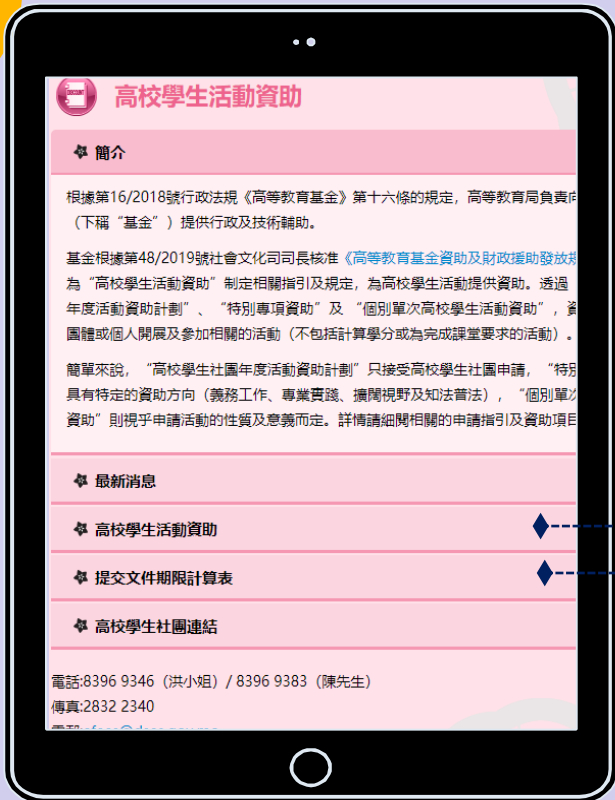 高校學生活動資助
簡介
根據第16/2018號行政法規《高等教育基金》第十六條的規定，高等教育局負責向
（下稱“基金”）提供行政及技術輔助。
基金根據第48/2019號社會文化司司長核准《高等教育基金資助及財政援助發放規
為“高校學生活動資助”制定相關指引及規定，為高校學生活動提供資助。透過
年度活動資助計劃”、“特別專項資助”及“個別單次高校學生活動資助”，資
團體或個人開展及參加相關的活動（不包括計算學分或為完成課堂要求的活動）。
簡單來說，“高校學生社團年度活動資助計劃”只接受高校學生社團申請，“特別
具有特定的資助方向（義務工作、專業實踐、擴闊視野及知法普法），“個別單次
資助”則視乎申請活動的性質及意義而定。詳情請細閱相關的申請指引及資助項目
最新消息
高校學生活動資助
提交文件期限計算表
高校學生社團連結
電話:8396 9346（洪小姐）/ 8396 9383（陳先生）
傳真:2832 2340